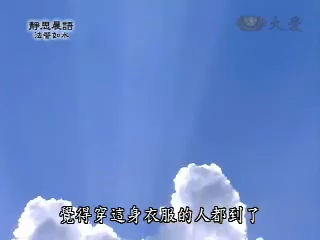 靜思晨語
法譬如水
大愛
覺得穿這身衣服的人都到了